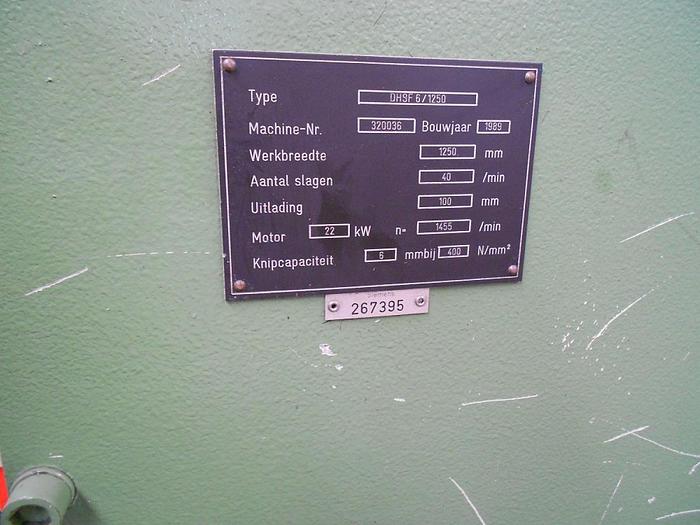 Type DHSF 6/1250
Machine-Nr. 320036 Bouwjaar 1989
Werkbreedte 1250 mm
Aantal slagen 40 /min
Uitlading 100 mm
Motor 22 kW n= 1455 /min
Knipcapaciteit 6 mmbij 400 N/mm²
Siemens
267395